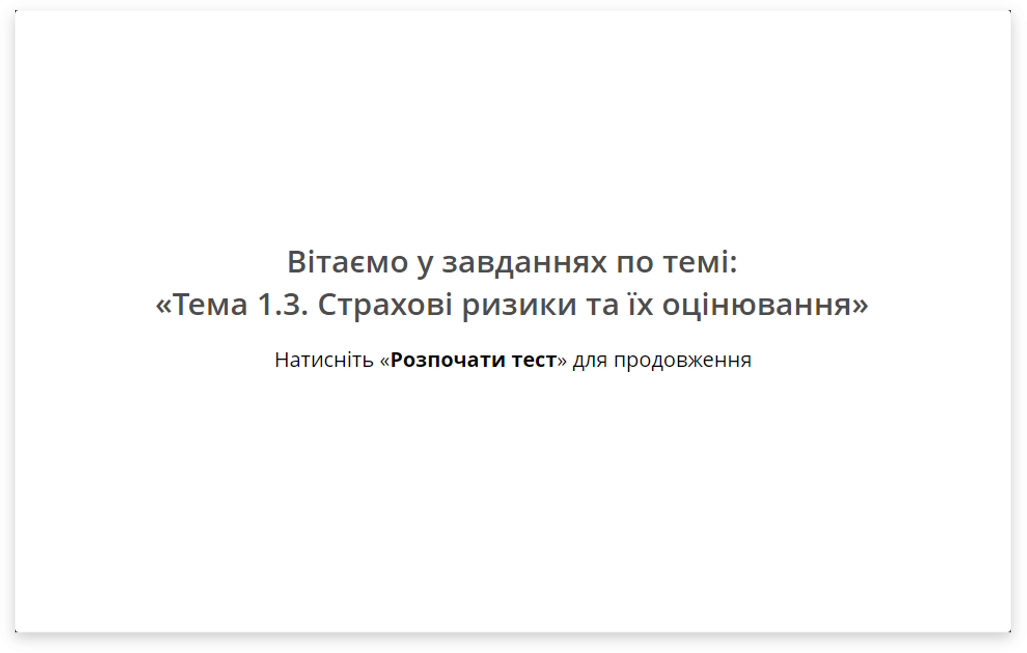 Вітаємо у завданнях по темі:
«Тема 1.3. Страхові ризики та їх оцінювання»
Натисніть «Розпочати тест» для продовження